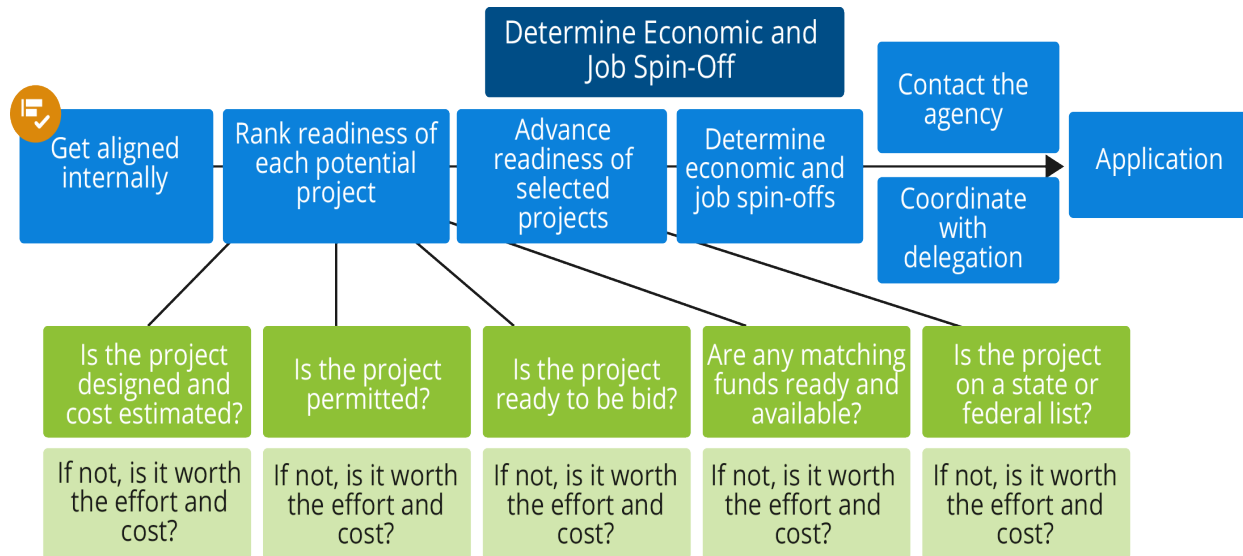 Determine Economic and
Job Spin-Off
Get aligned
internally
Rank readiness of
each potential
project
Advance
readiness of
selected
projects
Determine
economic and
job spin-offs
Contact the
agency
Coordinate
with
delegation
Application
Is the project
designed and
cost estimated?
Is the project
permitted?
Is the project
ready to be bid?
Are any matching
funds ready and
available?
Is the project
on a state or
federal list?
If not, is it worth
the effort and
cost?
If not, is it worth
the effort and
cost?
If not, is it worth
the effort and
cost?
If not, is it worth
the effort and
cost?
If not, is it worth
the effort and
cost?